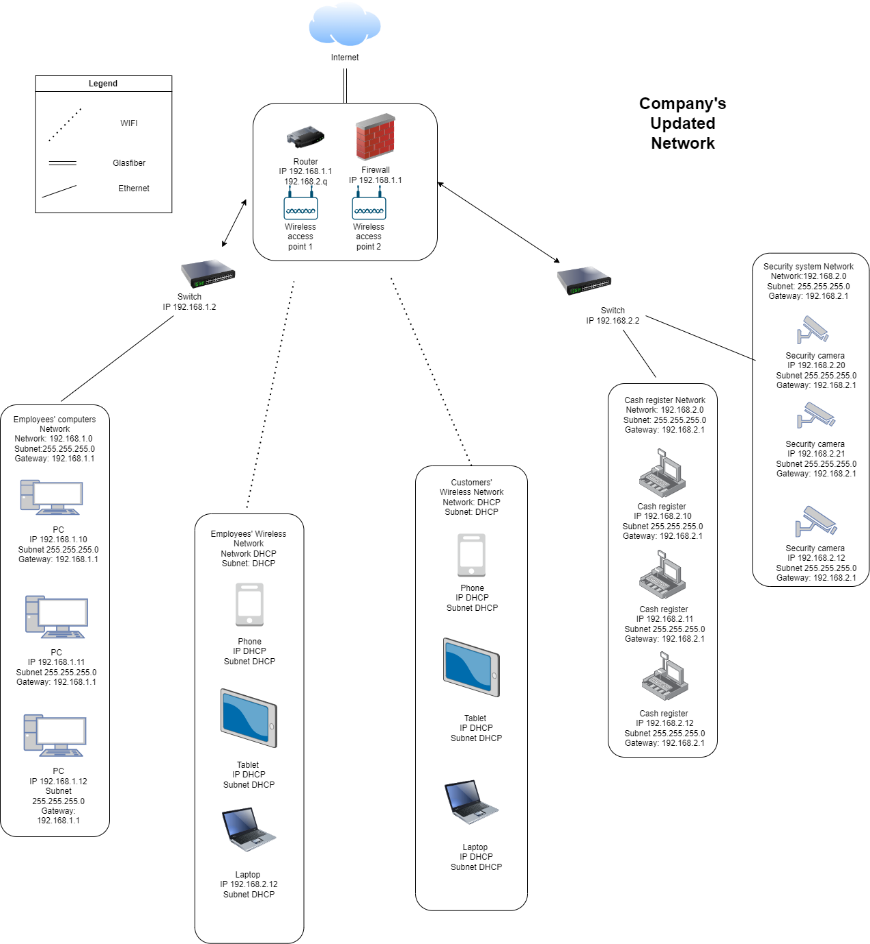 Internet
Legend
WIFI
Glasfiber
Ethernet
Company's
Updated
Network
Router
IP 192.168.1.1
192.168.2.q
Firewall
IP 192.168.1.1
Wireless
access
point 1
Wireless
access
point 2
Switch
IP 192.168.1.2
Switch
IP 192.168.2.2
Employees' computers
Network
Network: 192.168.1.0
Subnet:255.255.255.0
Gateway: 192.168.1.1
PC
IP 192.168.1.10
Subnet 255.255.255.0
Gateway: 192.168.1.1
PC
IP 192.168.1.11
Subnet 255.255.255.0
Gateway: 192.168.1.1
PC
IP 192.168.1.12
Subnet
255.255.255.0
Gateway:
192.168.1.1
Employees' Wireless
Network
Network DHCP
Subnet: DHCP
Phone
IP DHCP
Subnet DHCP
Tablet
IP DHCP
Subnet DHCP
Laptop
IP 192.168.2.12
Subnet DHCP
Customers'
Wireless Network
Network: DHCP
Subnet: DHCP
Phone
IP DHCP
Subnet DHCP
Tablet
IP DHCP
Subnet DHCP
Laptop
IP DHCP
Subnet DHCP
Cash register Network
Network: 192.168.2.0
Subnet: 255.255.255.0
Gateway: 192.168.2.1
Cash register
IP 192.168.2.10
Subnet 255.255.255.0
Gateway: 192.168.2.1
Cash register
IP 192.168.2.11
Subnet 255.255.255.0
Gateway: 192.168.2.1
Cash register
IP 192.168.2.12
Subnet 255.255.255.0
Gateway: 192.168.2.1
Security system Network
Network:192.168.2.0
Subnet: 255.255.255.0
Gateway: 192.168.2.1
Security camera
IP 192.168.2.20
Subnet 255.255.255.0
Gateway: 192.168.2.1
Security camera
IP 192.168.2.21
Subnet 255.255.255.0
Gateway: 192.168.2.1
Security camera
IP 192.168.2.12
Subnet 255.255.255.0
Gateway: 192.168.2.1